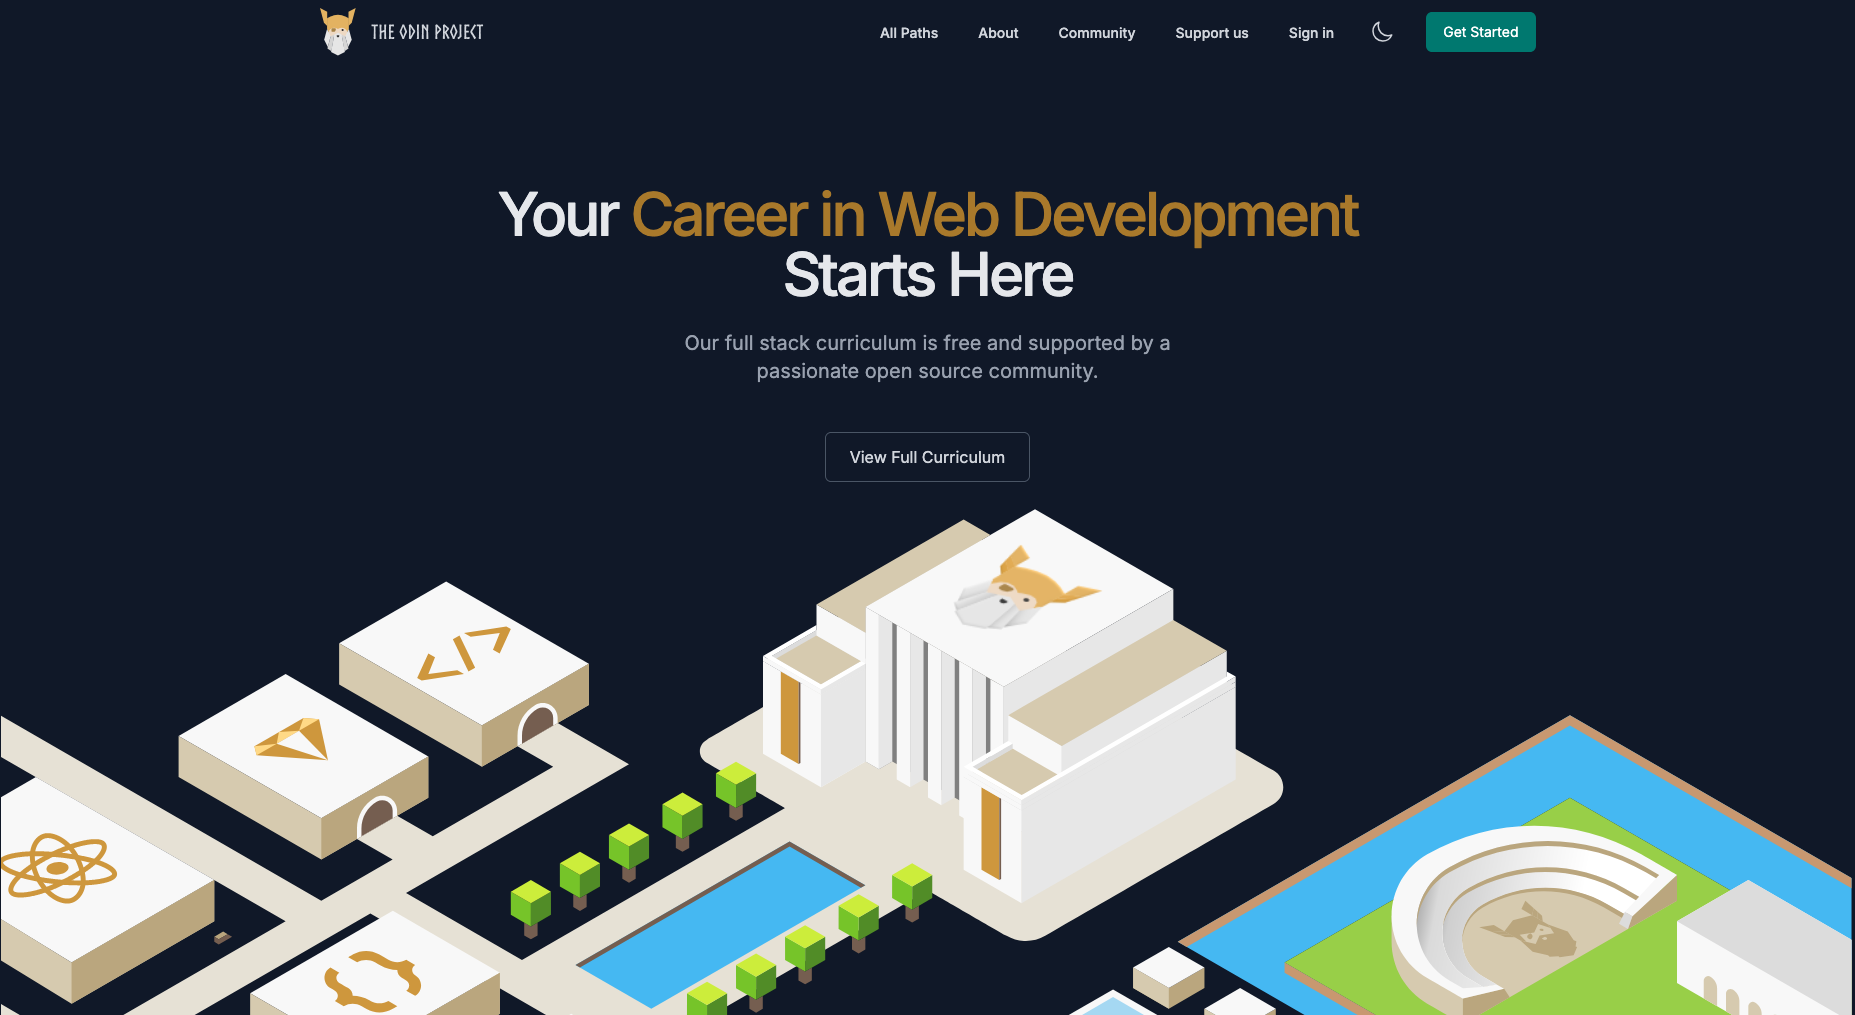 THE ODIN PROJECT
All Paths
About
Community
Support us
Sign in
Get Started
Your Career in Web Development
Starts Here
Our full stack curriculum is free and supported by a
passionate open source community.
View Full Curriculum
</>
{}